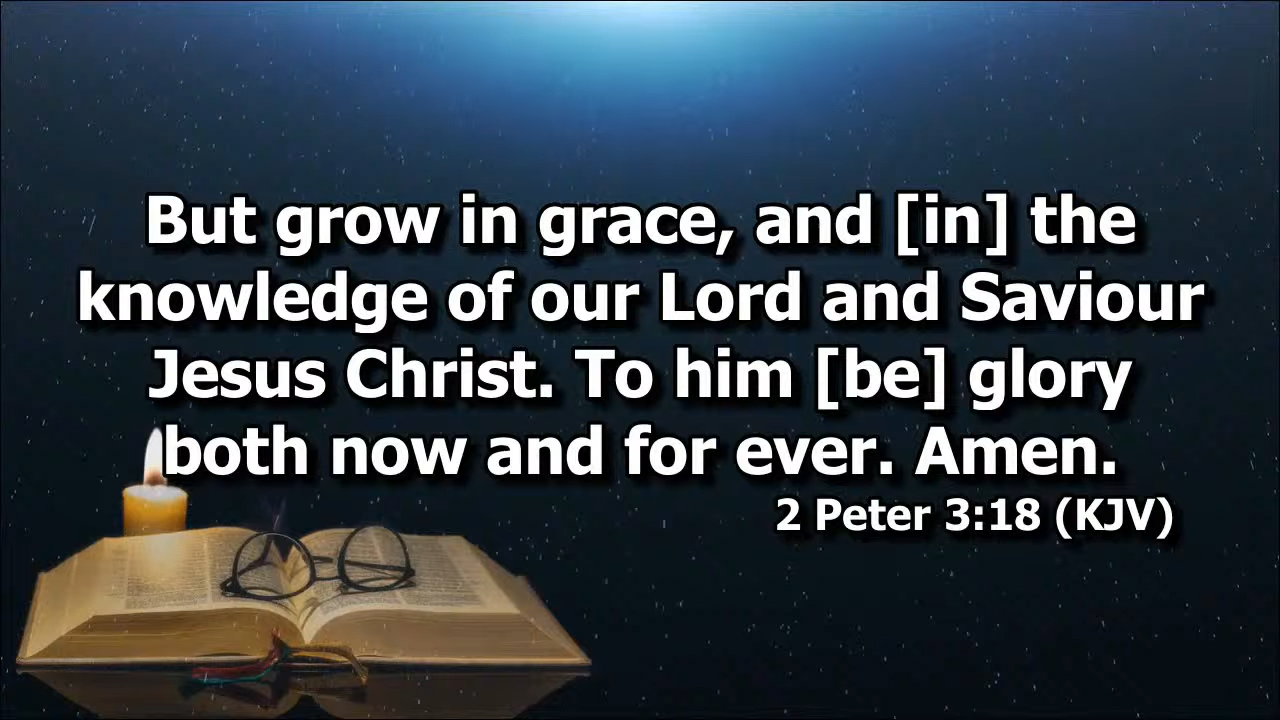 But grow in grace, and [in] the
knowledge of our Lord and Saviour
Jesus Christ. To him [be] glory
both now and for ever. Amen.
2 Peter 3:18 (KJV)